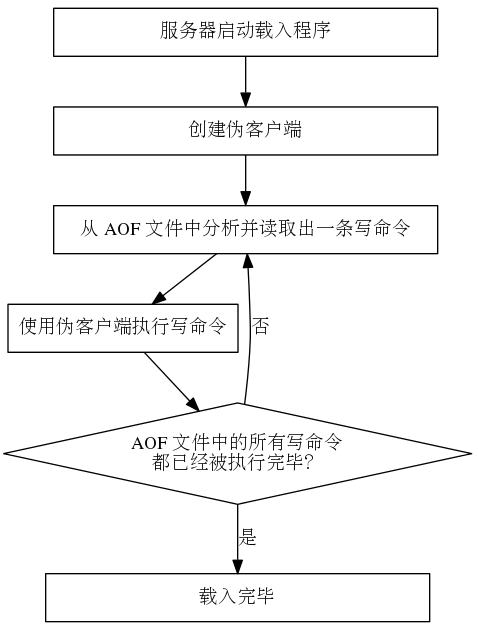 服务器启动载入程序
创建伪客户端
从 AOF 文件中分析并读取出一条写命令
使用伪客户端执行写命令
否
AOF 文件中的所有写命令
都已经被执行完毕？
是
载入完毕